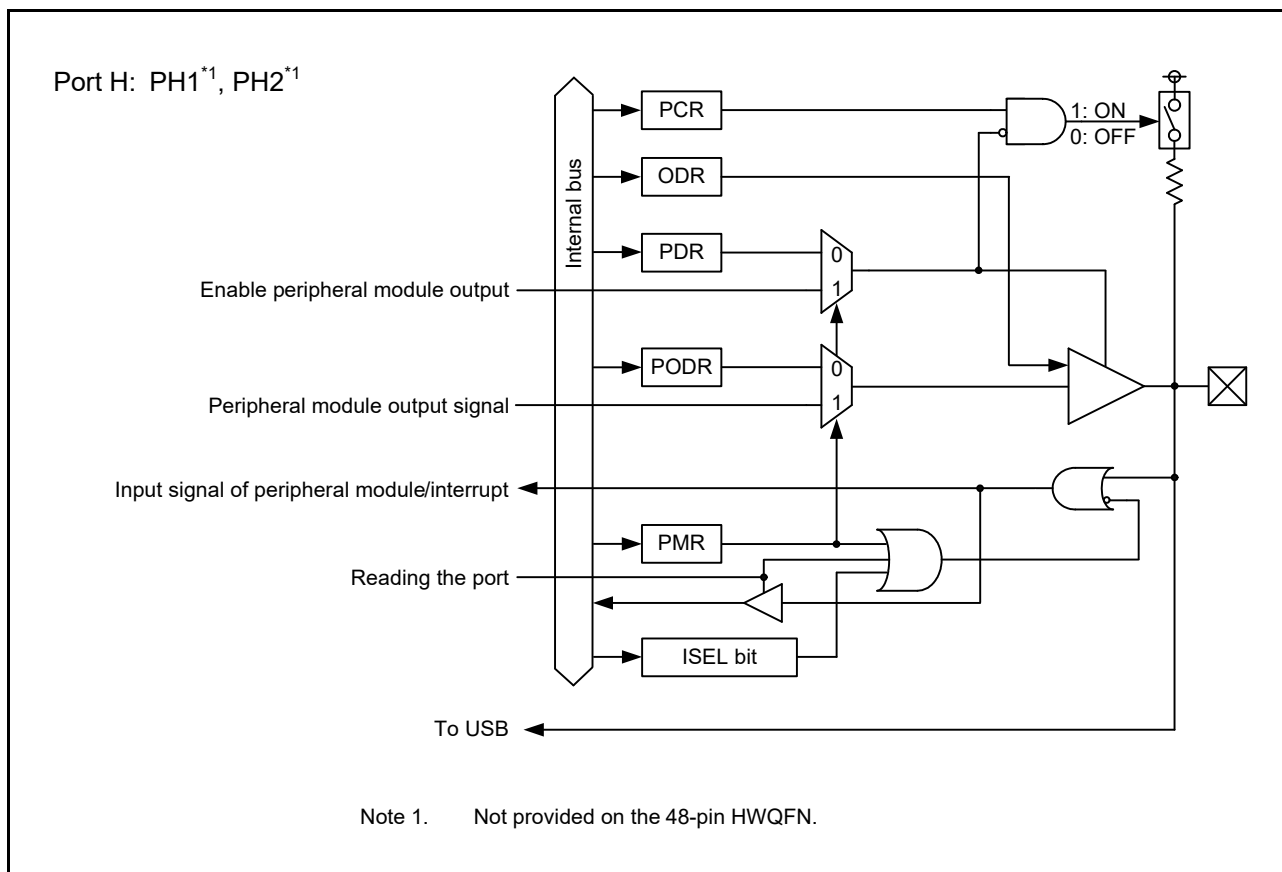 Port H: PH1*1, PH2*1
PCR
1: ON
0: OFF
ODR
Internal bus
PDR
0
Enable peripheral module output
1
PODR
0
Peripheral module output signal
1
Input signal of peripheral module/interrupt
PMR
Reading the port
ISEL bit
To USB
Note 1. Not provided on the 48-pin HWQFN.